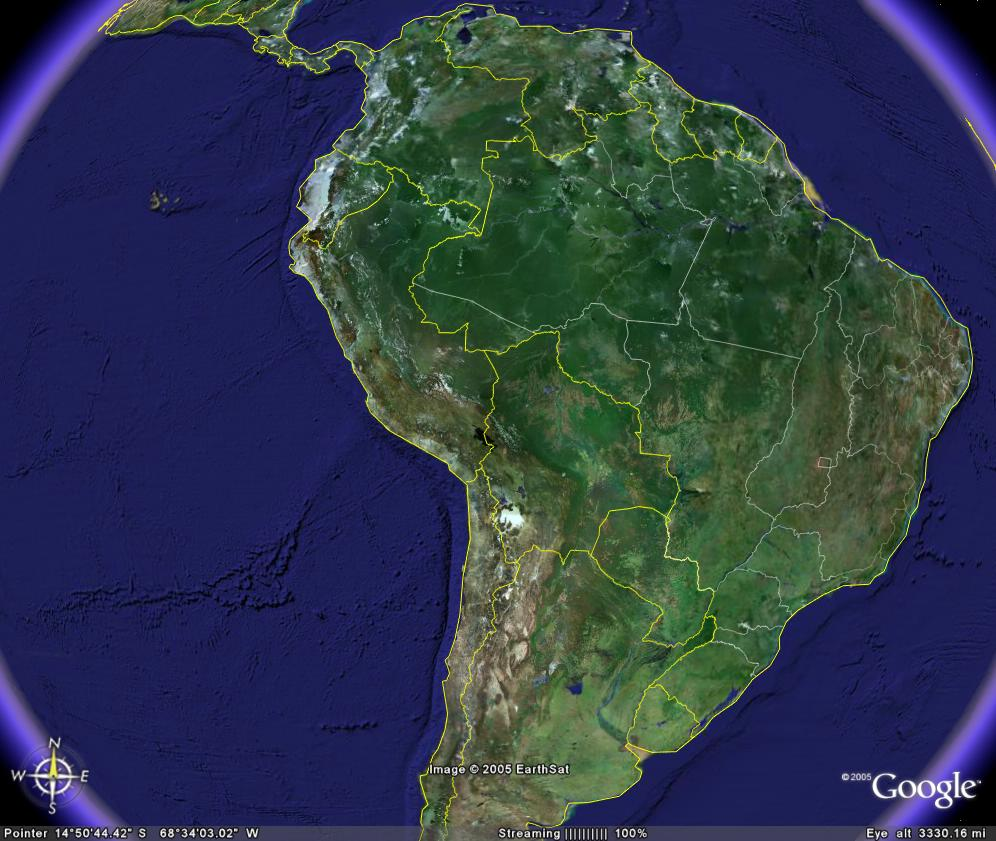 N
W E
S
Image © 2005 EarthSat
©2005 Google
Pointer 14°50'44.42" S 68°34'03.02" W Streaming |||||||||| 100% Eye alt 3330.16 mi